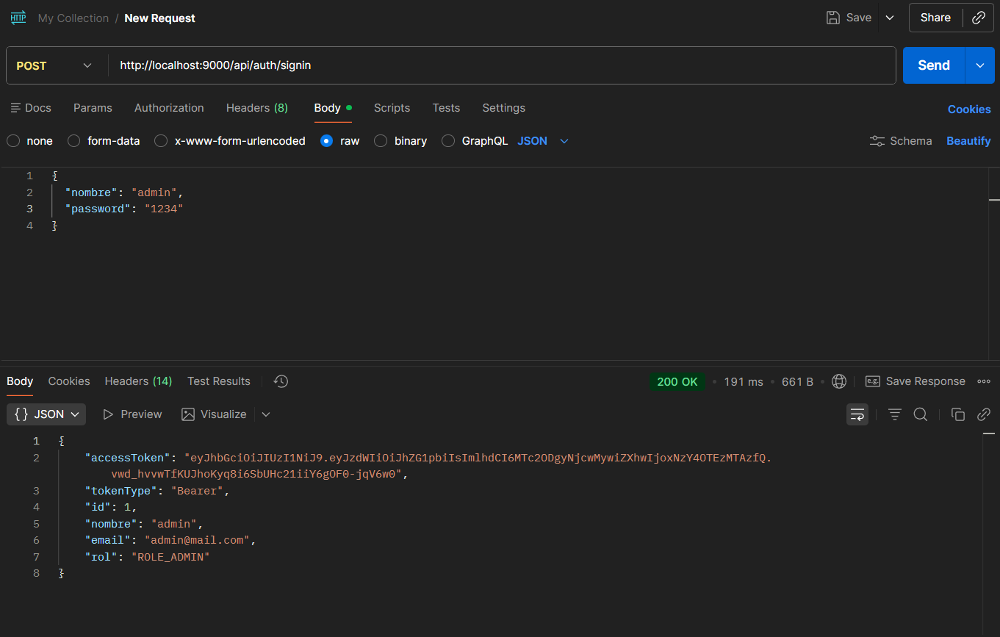 HTTP My Collection / New Request Save Share
POST http://localhost:9000/api/auth/signin Send
Docs Params Authorization Headers (8) Body Scripts Tests Settings Cookies
none form-data x-www-form-urlencoded raw binary GraphQL JSON Schema Beautify
1 {
2 "nombre": "admin",
3 "password": "1234"
4 }
Body Cookies Headers (14) Test Results 200 OK • 191 ms • 661 B • e.g. Save Response
{} JSON Preview Visualize
1 {
2 "accessToken": "eyJhbGciOiJIUzI1NiJ9.eyJzdWIiOiJhZG1pbiIsImlhdCI6MTc2ODgyNjcwMywiZXhwIjoxNzY4OTEzMTAzfQ.
vwd_hvvwTfKUJhoKyq8i6SbUHc21iiY6gOF0-jqV6w0",
3 "tokenType": "Bearer",
4 "id": 1,
5 "nombre": "admin",
6 "email": "admin@mail.com",
7 "rol": "ROLE_ADMIN"
8 }